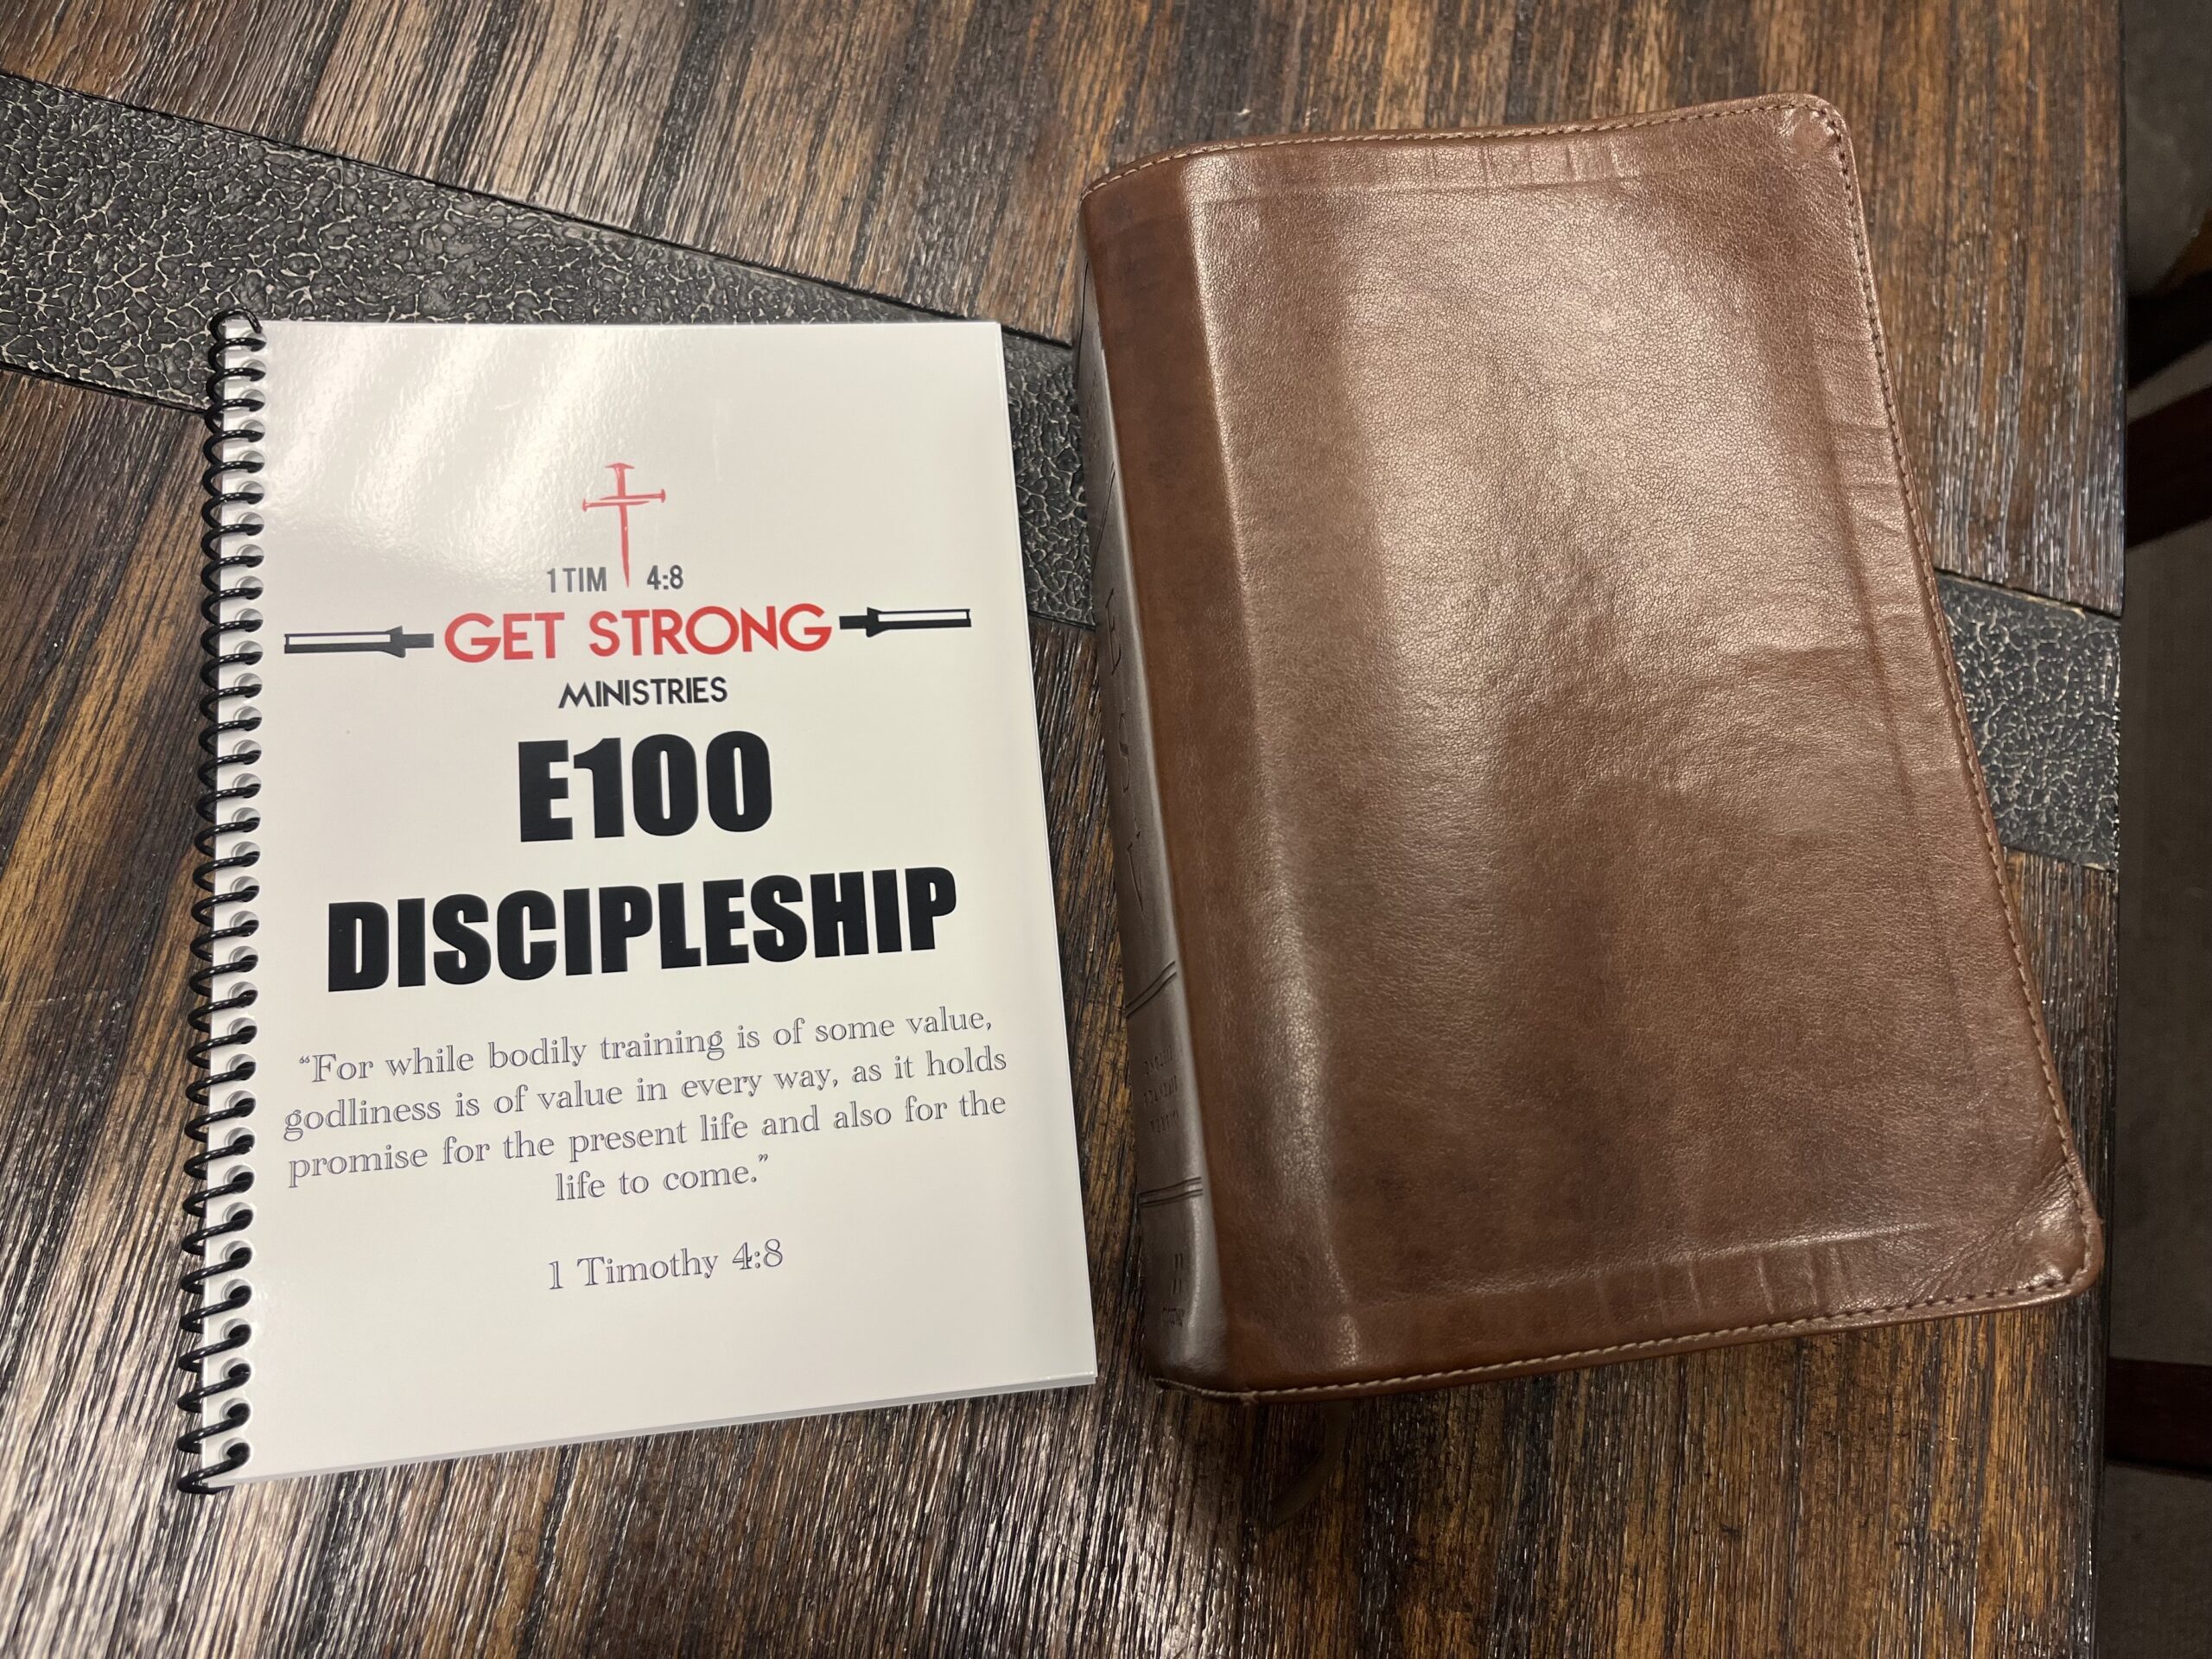 1 TIM 4:8
GET STRONG
MINISTRIES
E100
DISCIPLESHIP
“For while bodily training is of some value,
godliness is of value in every way, as it holds
promise for the present life and also for the
life to come.”
1 Timothy 4:8
ESV